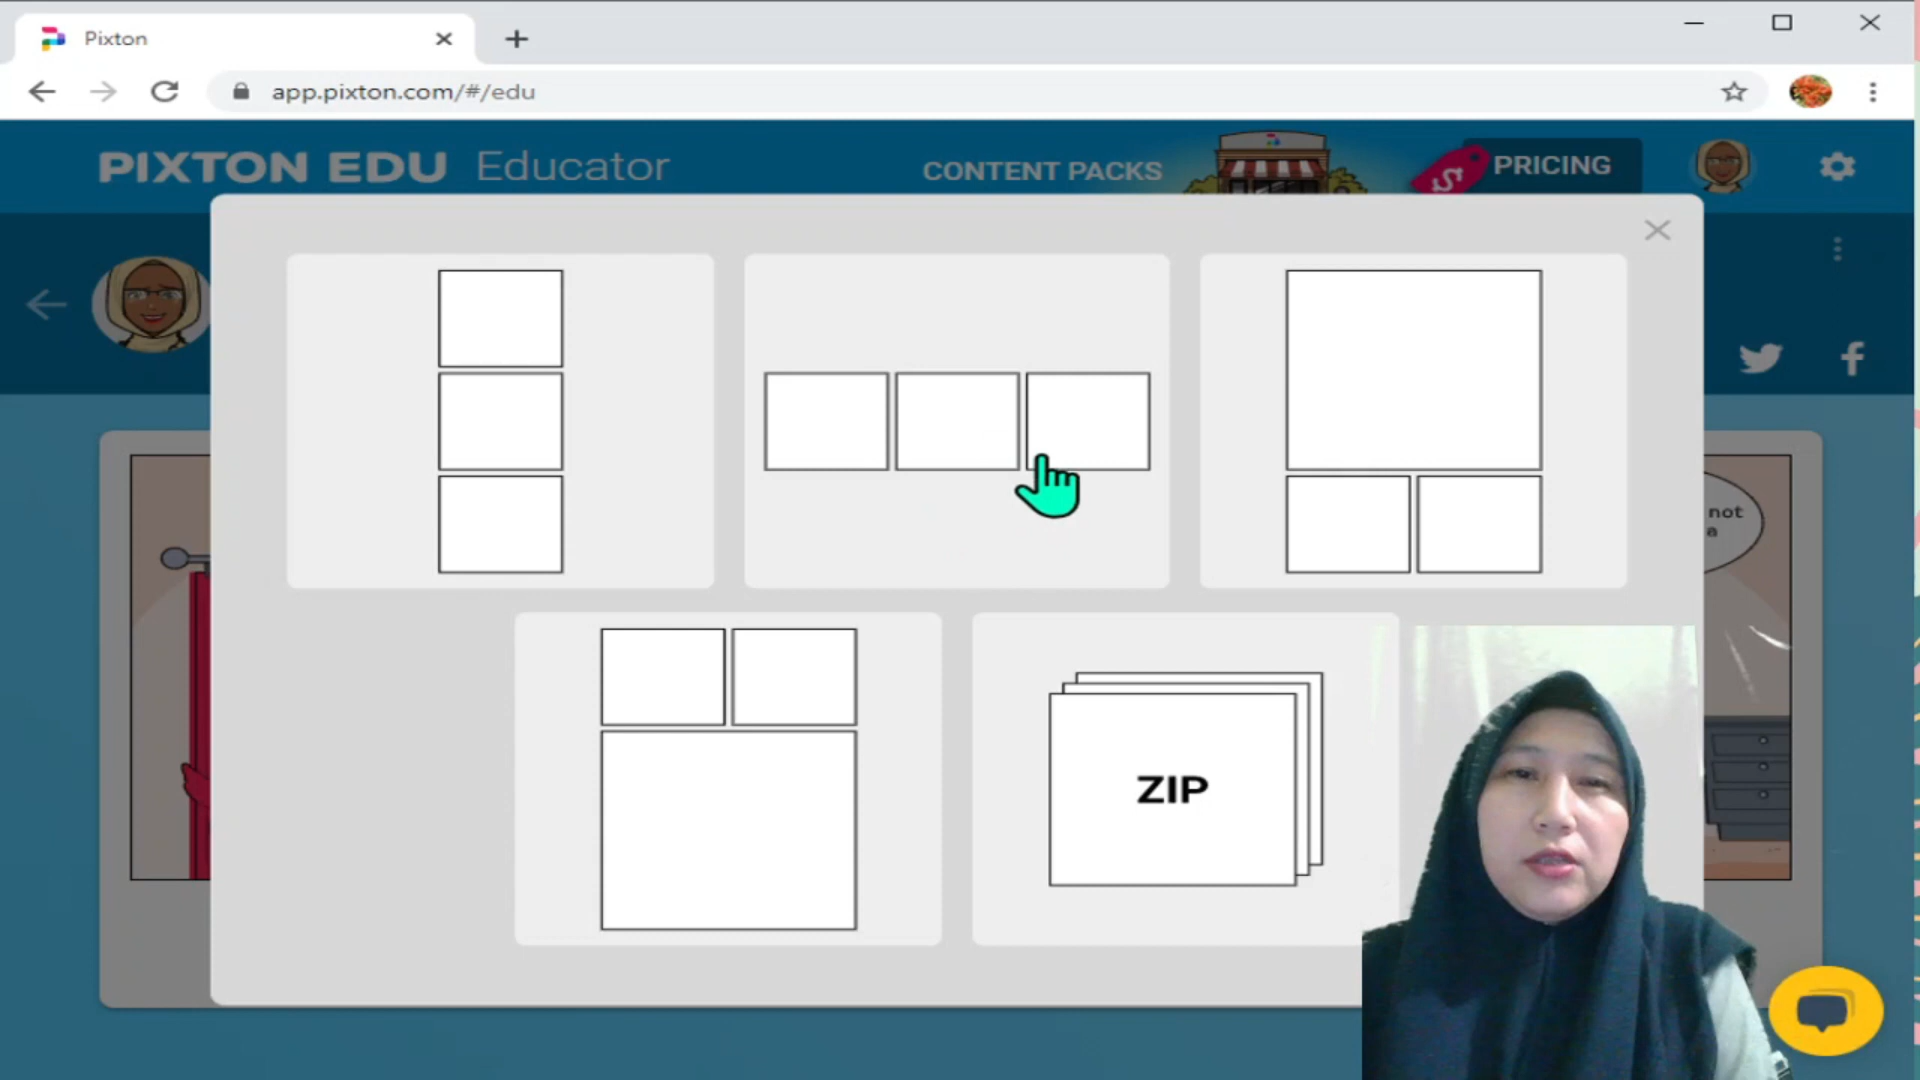 Pixton
app.pixton.com/#/edu
PIXTON EDU Educator
CONTENT PACKS
PRICING
not
a
ZIP